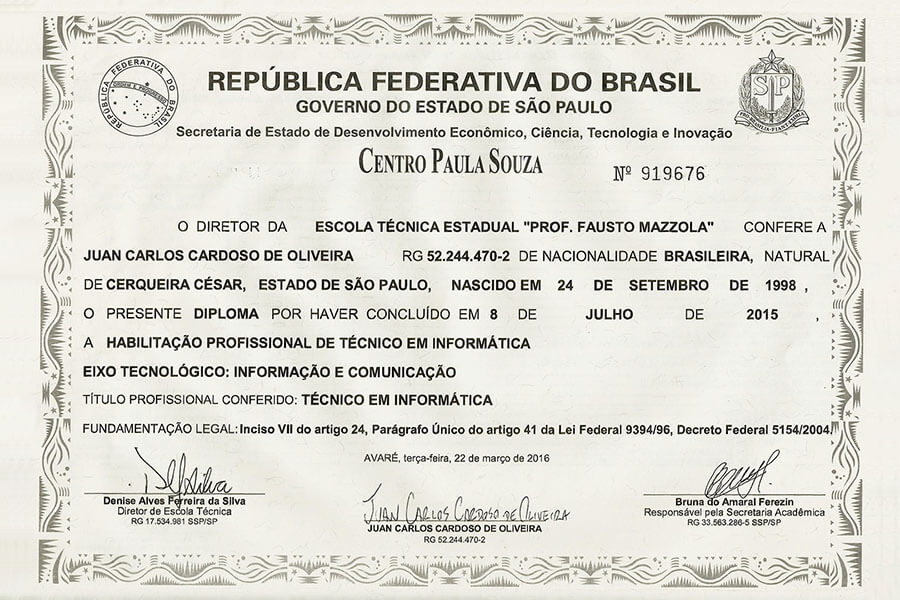 REPÚBLICA FEDERATIVA DO BRASIL
ORDEM E PROGRESSO
SP
REPÚBLICA FEDERATIVA DO BRASIL
GOVERNO DO ESTADO DE SÃO PAULO
Secretaria de Estado de Desenvolvimento Econômico, Ciência, Tecnologia e Inovação
CENTRO PAULA SOUZA
Nº 919676
O DIRETOR DA ESCOLA TÉCNICA ESTADUAL "PROF. FAUSTO MAZZOLA" CONFERE A
JUAN CARLOS CARDOSO DE OLIVEIRA RG 52.244.470-2 DE NACIONALIDADE BRASILEIRA, NATURAL
DE CERQUEIRA CÉSAR, ESTADO DE SÃO PAULO, NASCIDO EM 24 DE SETEMBRO DE 1998 ,
O PRESENTE DIPLOMA POR HAVER CONCLUÍDO EM 8 DE JULHO DE 2015 ,
A HABILITAÇÃO PROFISSIONAL DE TÉCNICO EM INFORMÁTICA
EIXO TECNOLÓGICO: INFORMAÇÃO E COMUNICAÇÃO
TÍTULO PROFISSIONAL CONFERIDO: TÉCNICO EM INFORMÁTICA
FUNDAMENTAÇÃO LEGAL: Inciso VII do artigo 24, Parágrafo Único do artigo 41 da Lei Federal 9394/96, Decreto Federal 5154/2004.
AVARÉ, terça-feira, 22 de março de 2016
Denise Alves Ferreira da Silva
Diretor de Escola Técnica
RG 17.534.981 SSP/SP
JUAN CARLOS CARDOSO DE OLIVEIRA
JUAN CARLOS CARDOSO DE OLIVEIRA
RG 52.244.470-2
Bruna do Amaral Ferezin
Responsável pela Secretaria Acadêmica
RG 33.563.286-5 SSP/SP